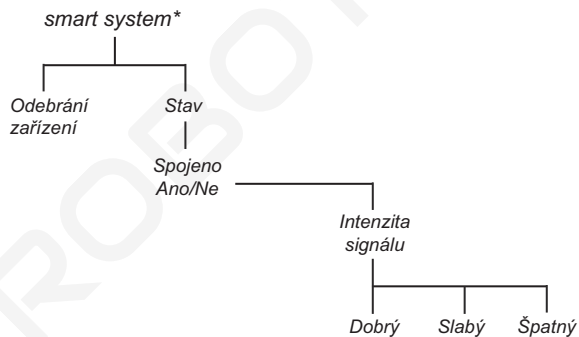 smart system*
Odebrání
zařízení
Stav
Spojeno
Ano/Ne
Intenzita
signálu
Dobrý
Slabý
Špatný